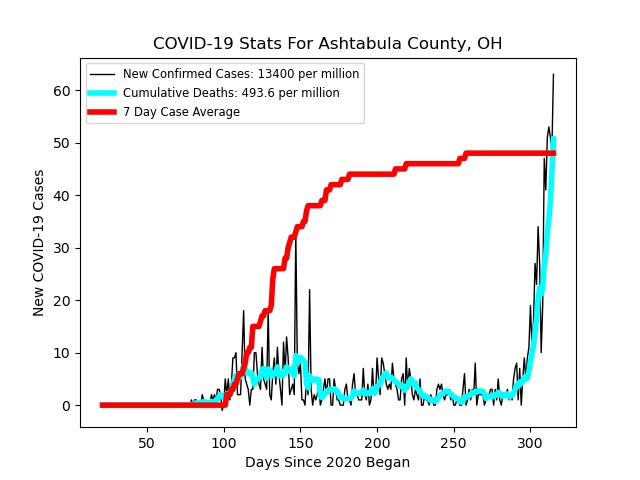 COVID-19 Stats For Ashtabula County, OH
New Confirmed Cases: 13400 per million
Cumulative Deaths: 493.6 per million
7 Day Case Average
New COVID-19 Cases
60
50
40
30
20
10
0
50 100 150 200 250 300
Days Since 2020 Began